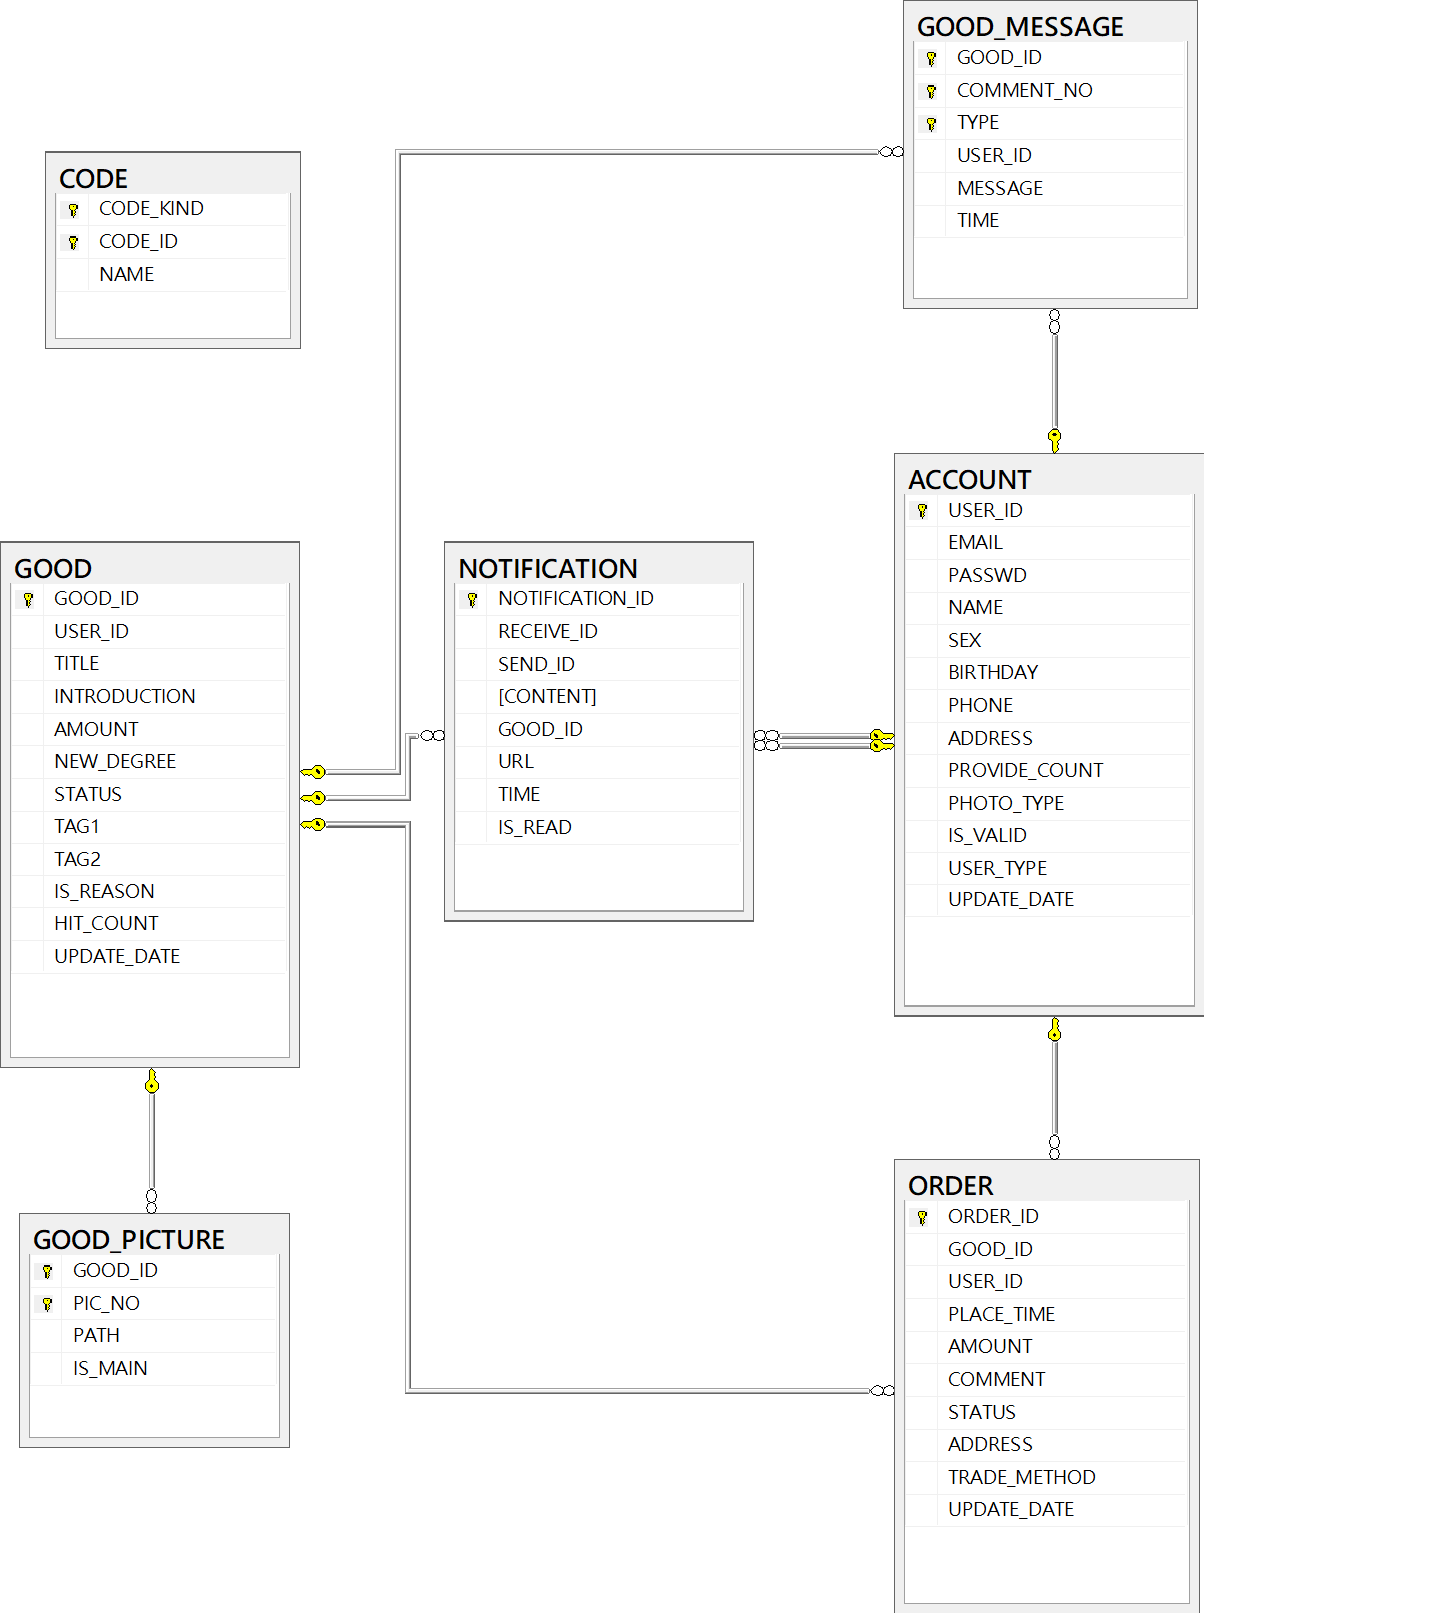 GOOD_MESSAGE
GOOD_ID
COMMENT_NO
TYPE
USER_ID
MESSAGE
TIME
CODE
CODE_KIND
CODE_ID
NAME
ACCOUNT
USER_ID
EMAIL
PASSWD
NAME
SEX
BIRTHDAY
PHONE
ADDRESS
PROVIDE_COUNT
PHOTO_TYPE
IS_VALID
USER_TYPE
UPDATE_DATE
GOOD
GOOD_ID
USER_ID
TITLE
INTRODUCTION
AMOUNT
NEW_DEGREE
STATUS
TAG1
TAG2
IS_REASON
HIT_COUNT
UPDATE_DATE
NOTIFICATION
NOTIFICATION_ID
RECEIVE_ID
SEND_ID
[CONTENT]
GOOD_ID
URL
TIME
IS_READ
GOOD_PICTURE
GOOD_ID
PIC_NO
PATH
IS_MAIN
ORDER
ORDER_ID
GOOD_ID
USER_ID
PLACE_TIME
AMOUNT
COMMENT
STATUS
ADDRESS
TRADE_METHOD
UPDATE_DATE